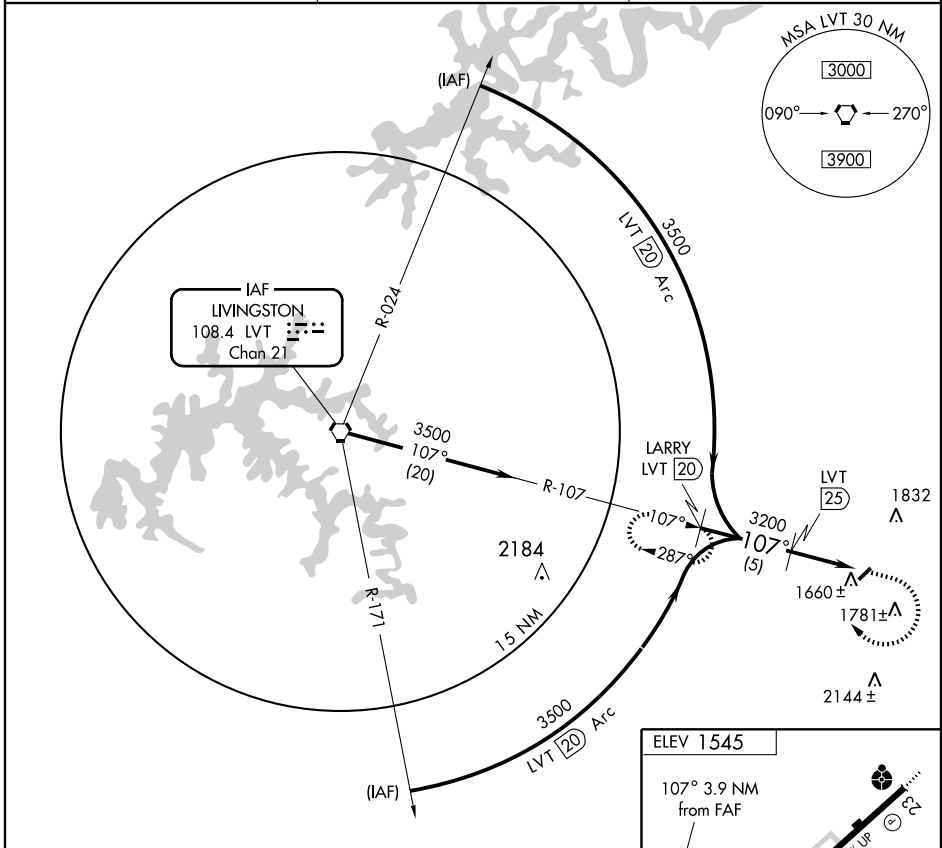 MSA LVT 30 NM
3000
090°
270°
3900
(IAF)
3500
LVT 20 Arc
R-024
IAF
LIVINGSTON
108.4 LVT
Chan 21
3500
107°
(20)
R-107
LARRY
LVT 20
LVT
25
1832
107°
287°
3200
107°
(5)
2184
1660 ±
1781±
2144 ±
R-171
15 NM
3500
LVT 20 Arc
(IAF)
ELEV 1545
107° 3.9 NM
from FAF
23
P
UP